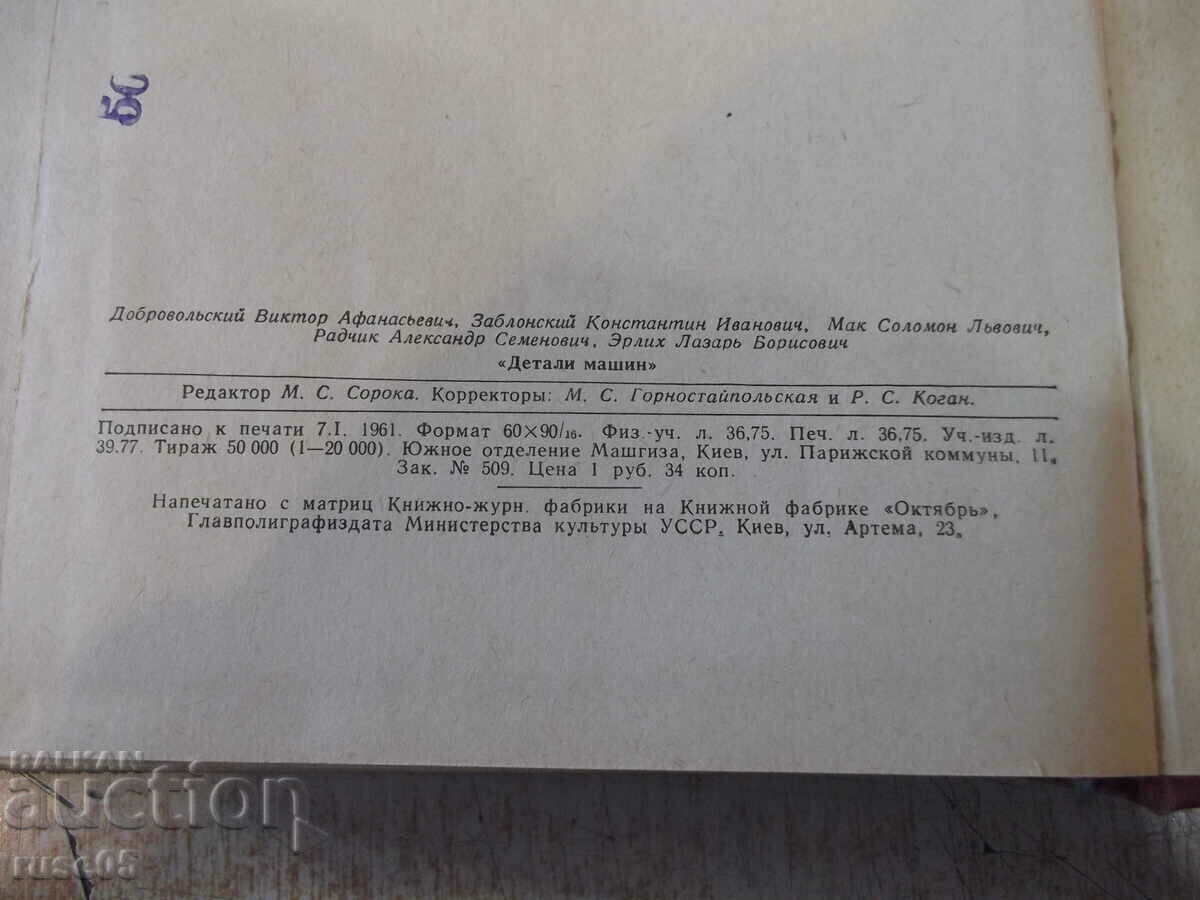 50
Добровольский Виктор Афанасьевич, Заблонский Константин Иванович, Мак Соломон Львович,
Радчик Александр Семенович, Эрлих Лазарь Борисович
«Детали машин»
Редактор М. С. Сорока. Корректоры: М. С. Горностайпольская и Р. С. Коган.
Подписано к печати 7.I. 1961. Формат 60×90/16. Физ.-уч. л. 36,75. Печ. л. 36,75. Уч.-изд. л.
39.77. Тираж 50 000 (1—20 000). Южное отделение Машгиза, Киев, ул. Парижской коммуны, 11.
Зак. № 509. Цена 1 руб. 34 коп.
Напечатано с матриц Книжно-журн. фабрики на Книжной фабрике «Октябрь»,
Главполиграфиздата Министерства культуры УССР, Киев, ул. Артема, 23.
BALKAN
auction
ruse05